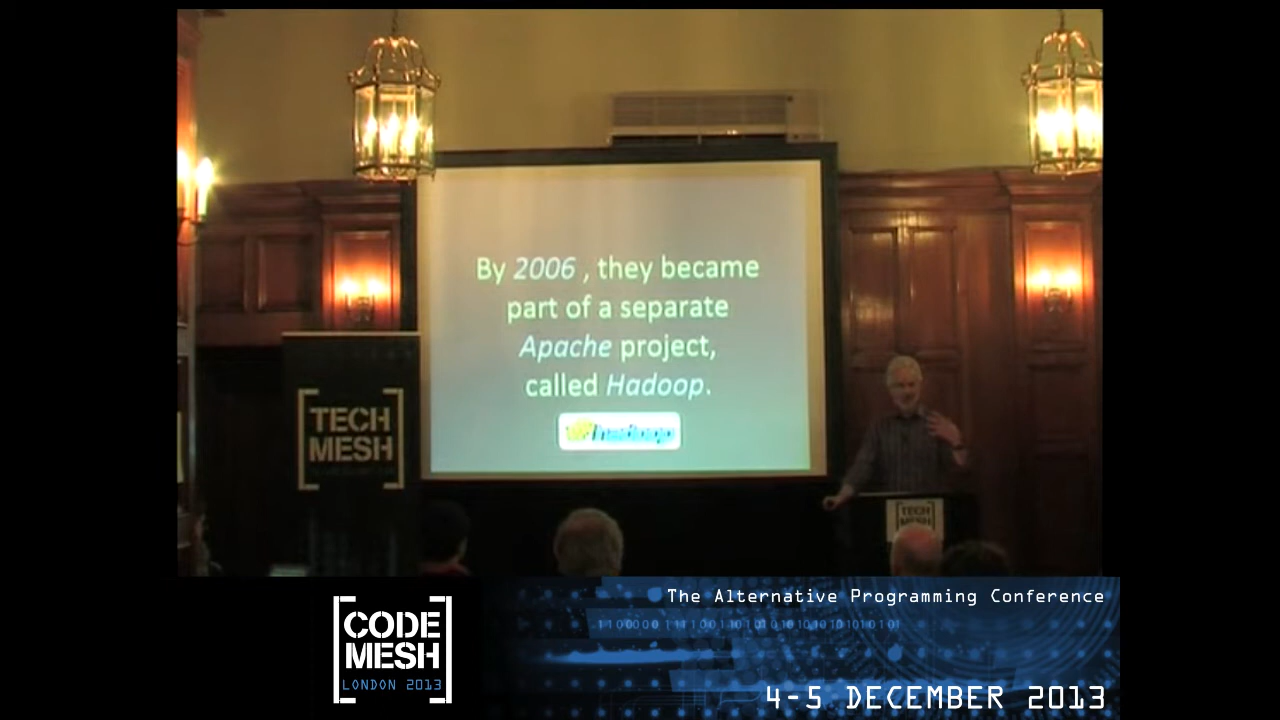 By 2006 , they became
part of a separate
Apache project,
called Hadoop.
hadoop
TECH
MESH
TECH
MESH
CODE
MESH
LONDON 2013
The Alternative Programming Conference
4-5 DECEMBER 2013